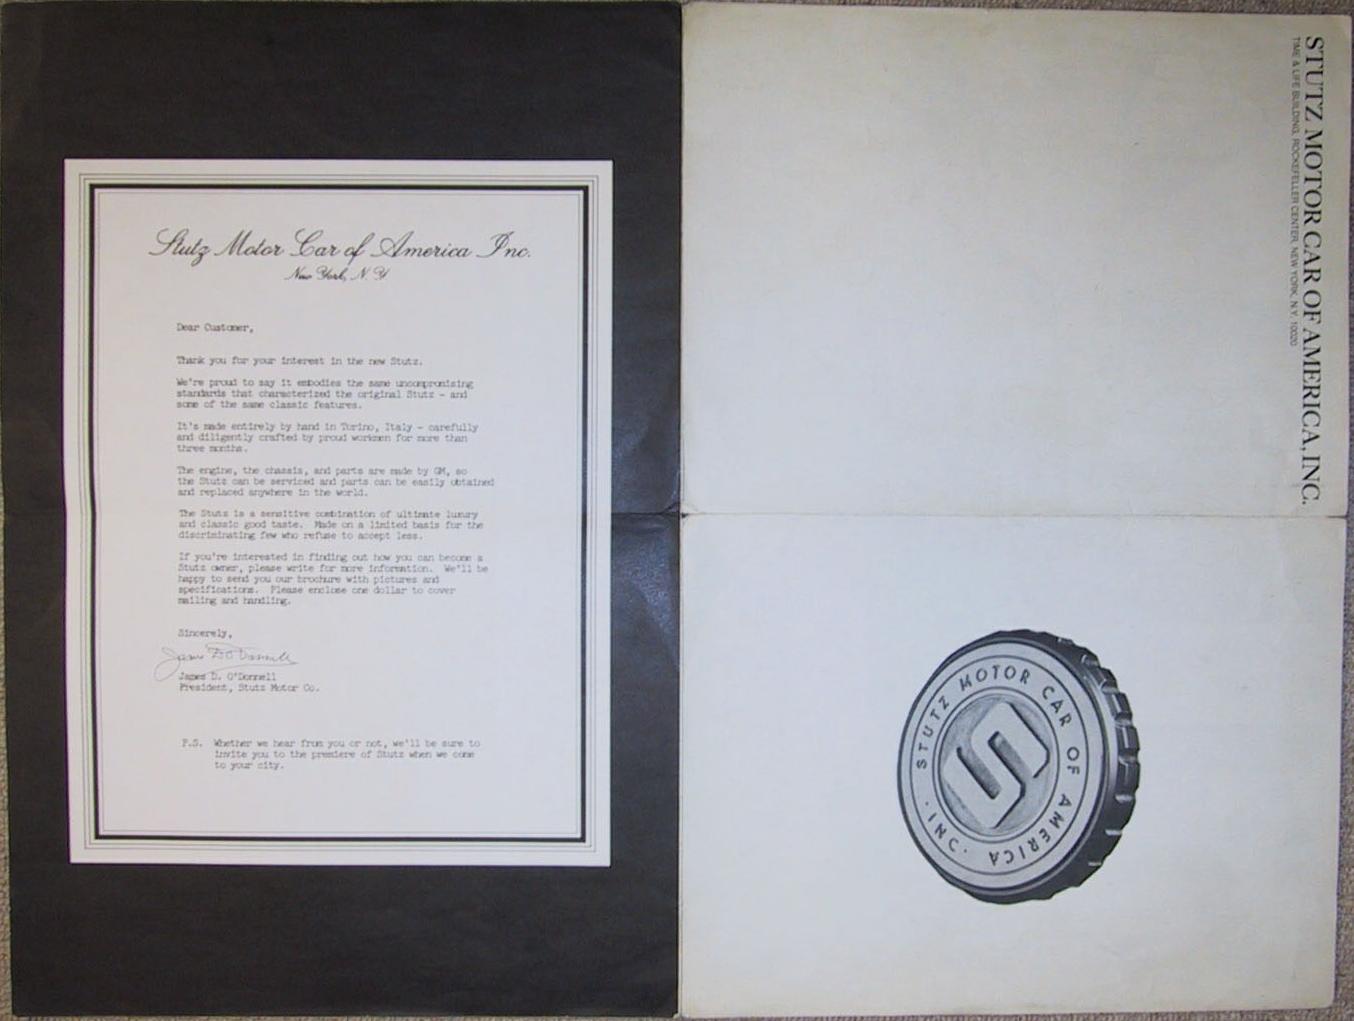 Stutz Motor Car of America Inc.
New York, N. Y
Dear Customer,
Thank you for your interest in the new Stutz.
We're proud to say it embodies the same uncompromising
standards that characterized the original Stutz - and
some of the same classic features.
It's made entirely by hand in Torino, Italy - carefully
and diligently crafted by proud workmen for more than
three months.
The engine, the chassis, and parts are made by GM, so
the Stutz can be serviced and parts can be easily obtained
and replaced anywhere in the world.
The Stutz is a sensitive combination of ultimate luxury
and classic good taste. Made on a limited basis for the
discriminating few who refuse to accept less.
If you're interested in finding out how you can become a
Stutz owner, please write for more information. We'll be
happy to send you our brochure with pictures and
specifications. Please enclose one dollar to cover
mailing and handling.
Sincerely,
James D. O'Donnell
James D. O'Donnell
President, Stutz Motor Co.
P.S. Whether we hear from you or not, we'll be sure to
invite you to the premiere of Stutz when we come
to your city.
STUTZ MOTOR CAR OF AMERICA, INC.
TIME & LIFE BUILDING, ROCKEFELLER CENTER, NEW YORK, N.Y. 10020
STUTZ MOTOR CAR OF AMERICA · INC ·